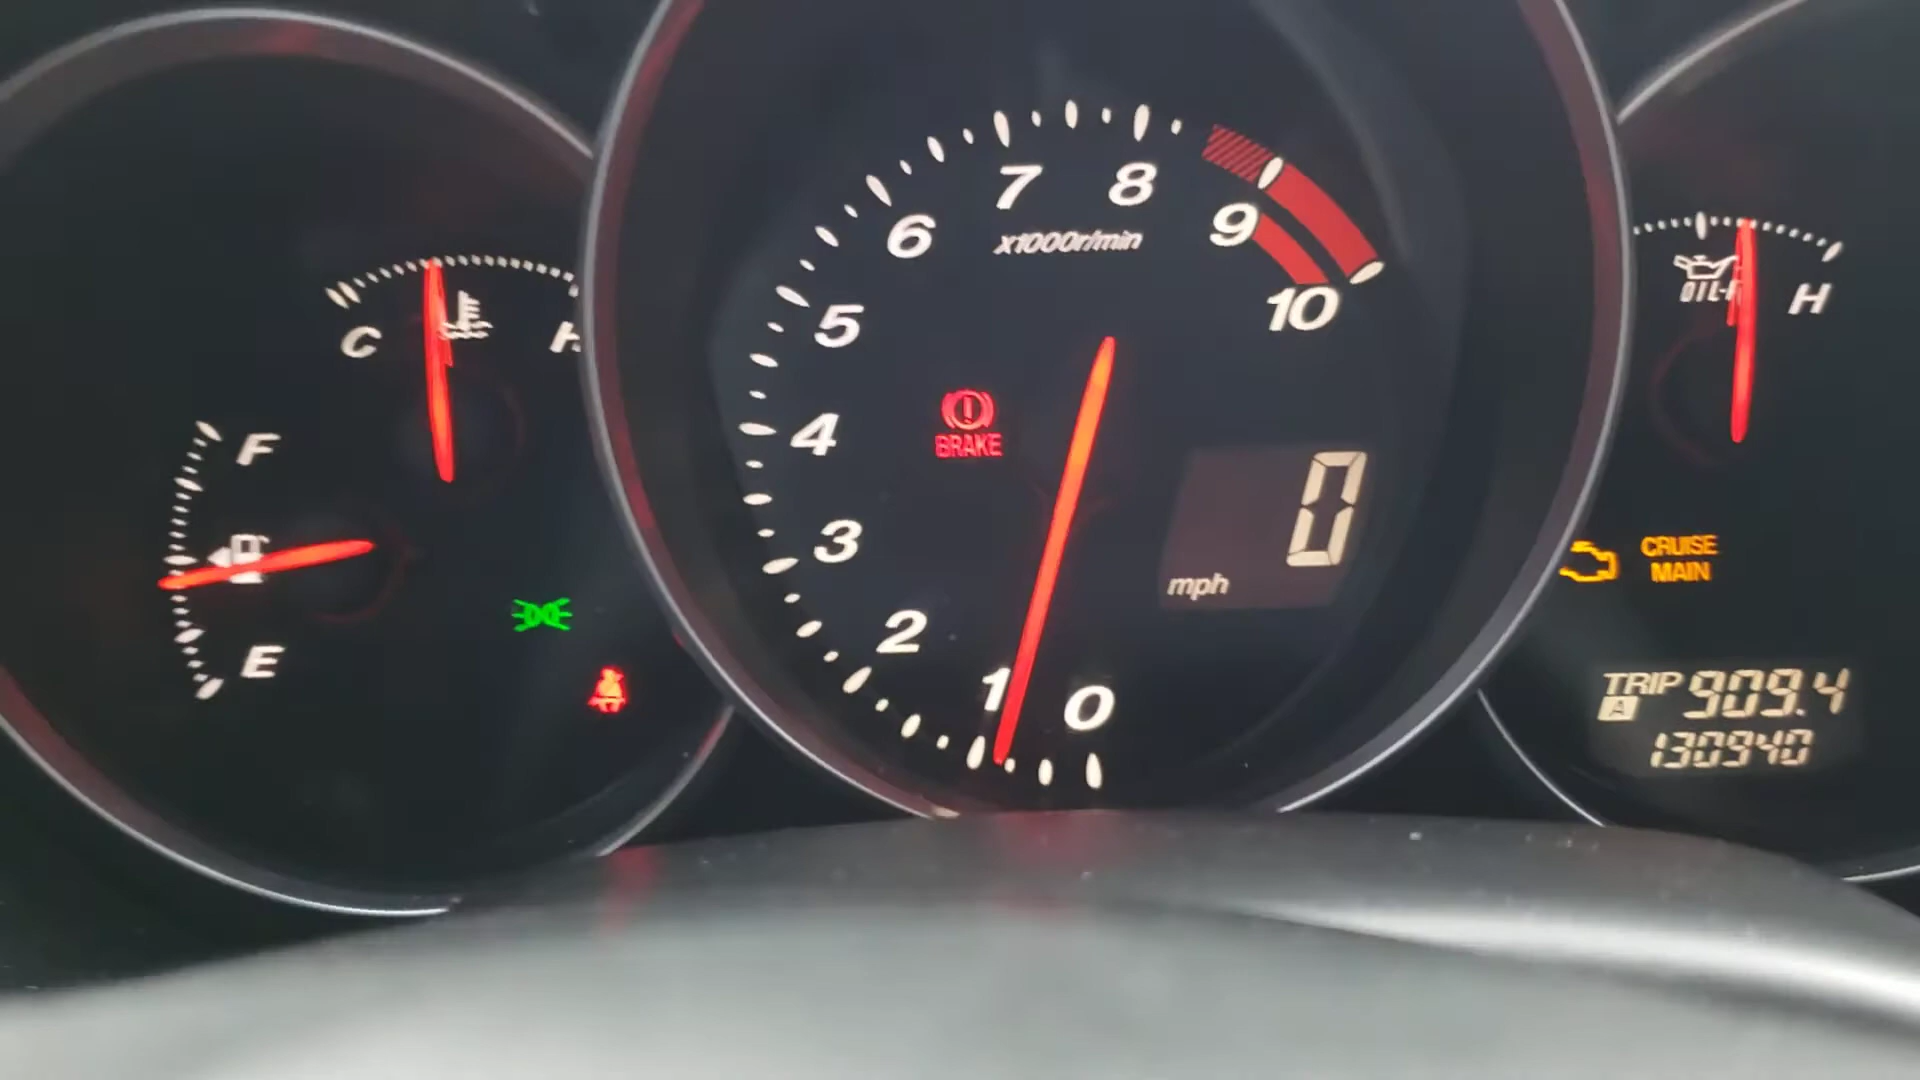 7 8
6 x1000r/min 9
5 10
C H
4
BRAKE
F
3
E
2
1 0
0
mph
H
CRUISE
MAIN
TRIP 909.4
A
130940